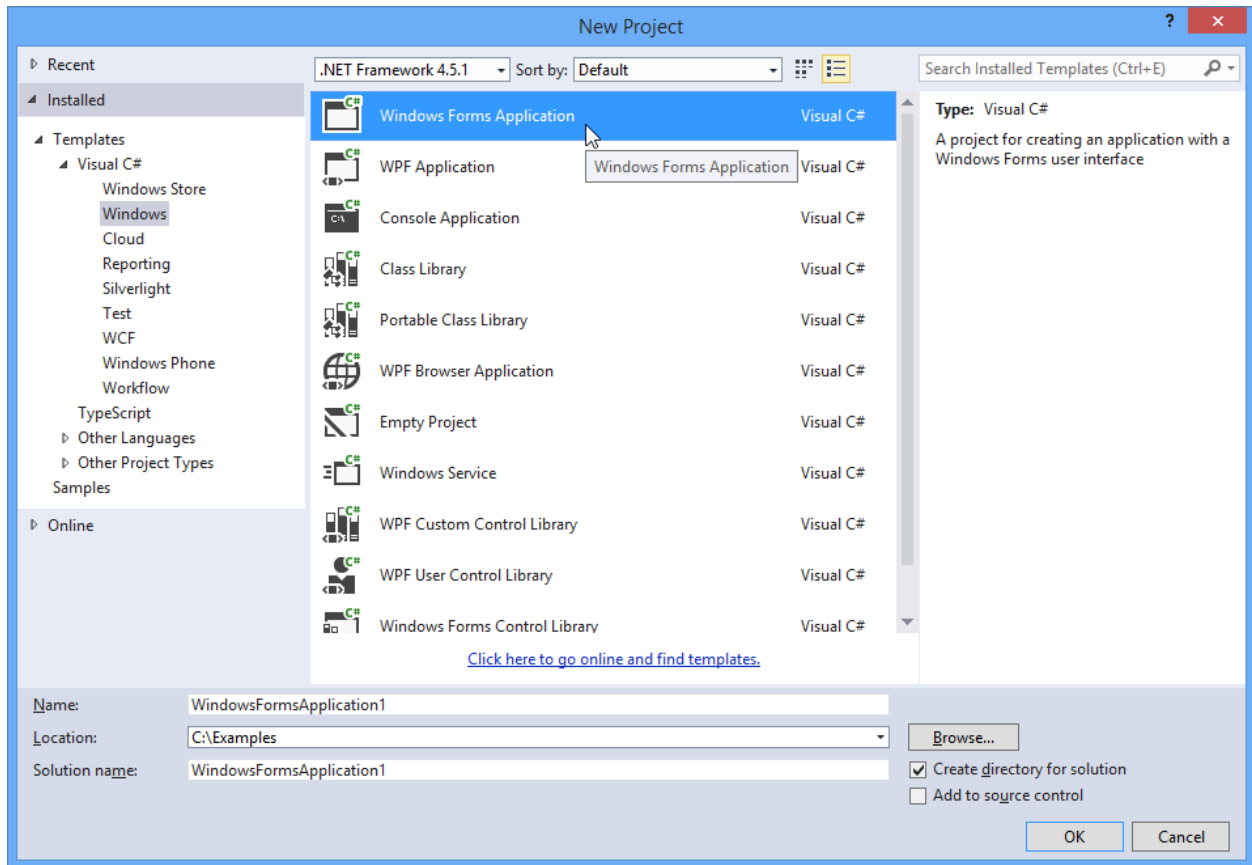 New Project
?
Recent
Installed
Templates
Visual C#
Windows Store
Windows
Cloud
Reporting
Silverlight
Test
WCF
Windows Phone
Workflow
TypeScript
Other Languages
Other Project Types
Samples
Online
.NET Framework 4.5.1 Sort by: Default
Windows Forms Application Visual C#
Windows Forms Application
WPF Application Visual C#
Console Application Visual C#
Class Library Visual C#
Portable Class Library Visual C#
WPF Browser Application Visual C#
Empty Project Visual C#
Windows Service Visual C#
WPF Custom Control Library Visual C#
WPF User Control Library Visual C#
Windows Forms Control Library Visual C#
Click here to go online and find templates.
Search Installed Templates (Ctrl+E)
Type: Visual C#
A project for creating an application with a
Windows Forms user interface
Name: WindowsFormsApplication1
Location: C:\Examples
Browse...
Solution name: WindowsFormsApplication1
Create directory for solution
Add to source control
OK Cancel